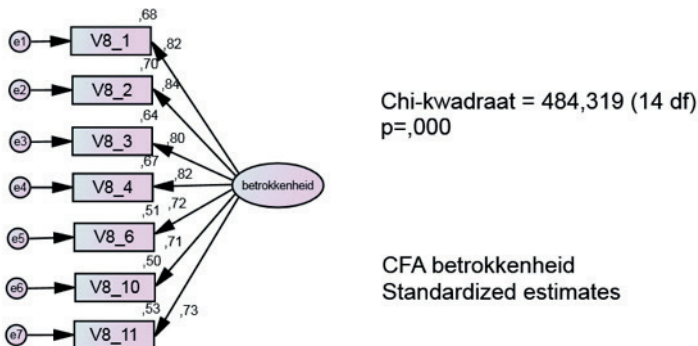 ,68
e1 V8_1 ,82
,70
e2 V8_2 ,84
,64
e3 V8_3 ,80
,67
e4 V8_4 ,82
betrokkenheid
,51 ,72
e5 V8_6
,71
,50
e6 V8_10
,53 ,73
e7 V8_11
Chi-kwadraat = 484,319 (14 df)
p=,000
CFA betrokkenheid
Standardized estimates